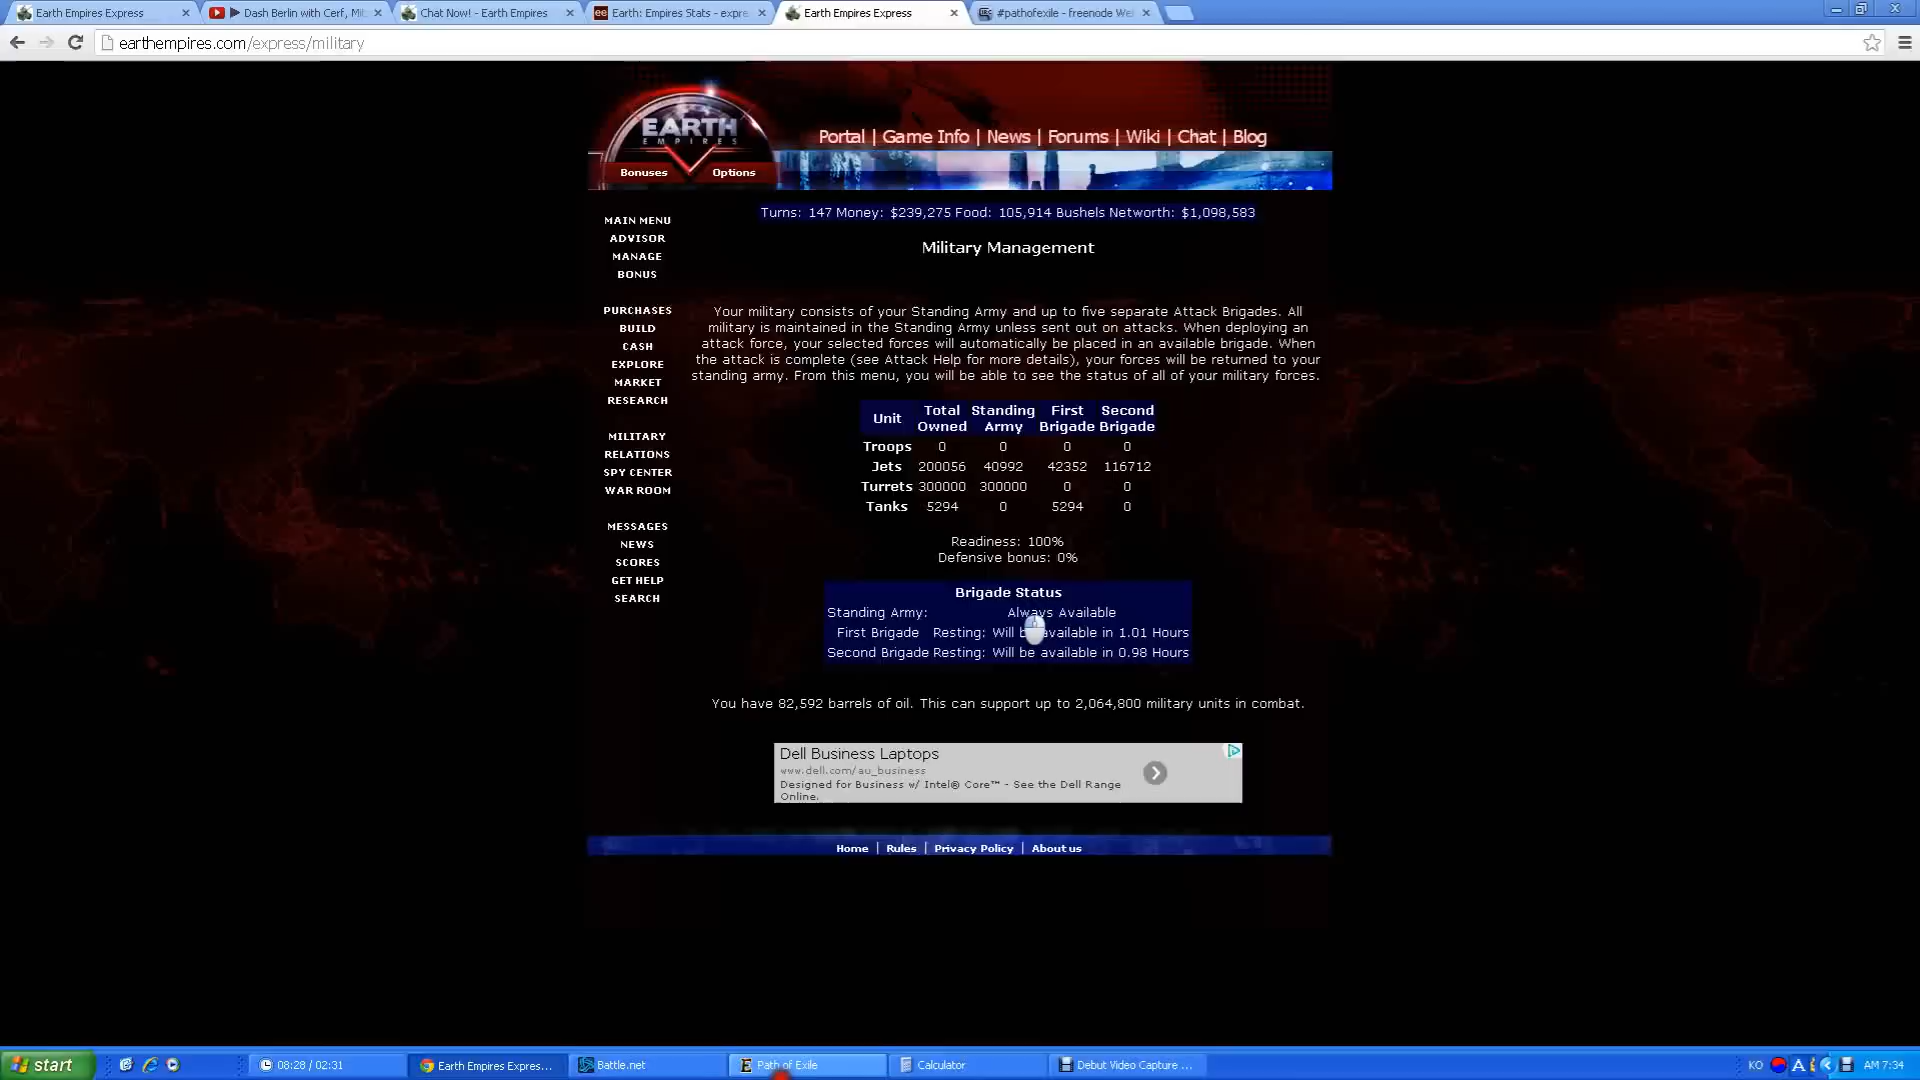 Earth Empires Express
Dash Berlin with Cerf, Mi
Chat Now! - Earth Empires
Earth: Empires Stats - expre
Earth Empires Express
#pathofexile - freenode We
earthempires.com/express/military
EARTH
EMPIRES
Portal | Game Info | News | Forums | Wiki | Chat | Blog
Bonuses Options
Turns: 147 Money: $239,275 Food: 105,914 Bushels Networth: $1,098,583
Military Management
MAIN MENU
ADVISOR
MANAGE
BONUS
PURCHASES
BUILD
CASH
EXPLORE
MARKET
RESEARCH
MILITARY
RELATIONS
SPY CENTER
WAR ROOM
MESSAGES
NEWS
SCORES
GET HELP
SEARCH
Your military consists of your Standing Army and up to five separate Attack Brigades. All
military is maintained in the Standing Army unless sent out on attacks. When deploying an
attack force, your selected forces will automatically be placed in an available brigade. When
the attack is complete (see Attack Help for more details), your forces will be returned to your
standing army. From this menu, you will be able to see the status of all of your military forces.
Unit Total Owned Standing Army First Brigade Second Brigade
Troops 0 0 0 0
Jets 200056 40992 42352 116712
Turrets 300000 300000 0 0
Tanks 5294 0 5294 0
Readiness: 100%
Defensive bonus: 0%
Brigade Status
Standing Army: Always Available
First Brigade Resting: Will be available in 1.01 Hours
Second Brigade Resting: Will be available in 0.98 Hours
You have 82,592 barrels of oil. This can support up to 2,064,800 military units in combat.
Dell Business Laptops
www.dell.com/au_business
Designed for Business w/ Intel® Core™ - See the Dell Range
Online.
Home | Rules | Privacy Policy | About us
start
08:28 / 02:31
Earth Empires Expres...
Battle.net
Path of Exile
Calculator
Debut Video Capture ...
KO
A
AM 7:34